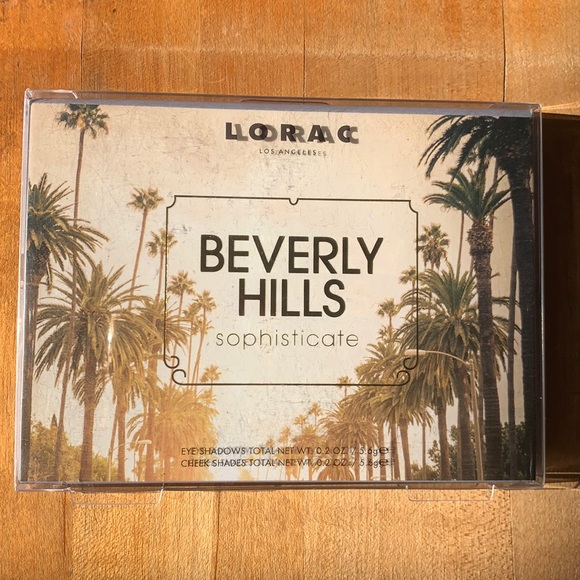 LORAC
LOS ANGELES
BEVERLY
HILLS
sophisticate
EYE SHADOWS TOTAL NET WT. 0.2 OZ. / 5.6g℮
CHEEK SHADES TOTAL NET WT. 0.2 OZ. / 5.6g℮